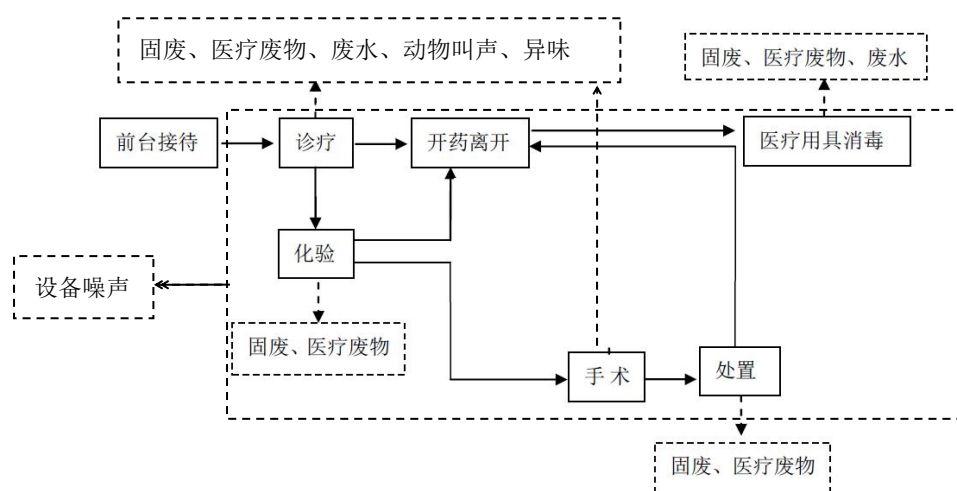 固废、医疗废物、废水、动物叫声、异味
固废、医疗废物、废水
前台接待
诊疗
开药离开
医疗用具消毒
化验
设备噪声
固废、医疗废物
手 术
处置
固废、医疗废物